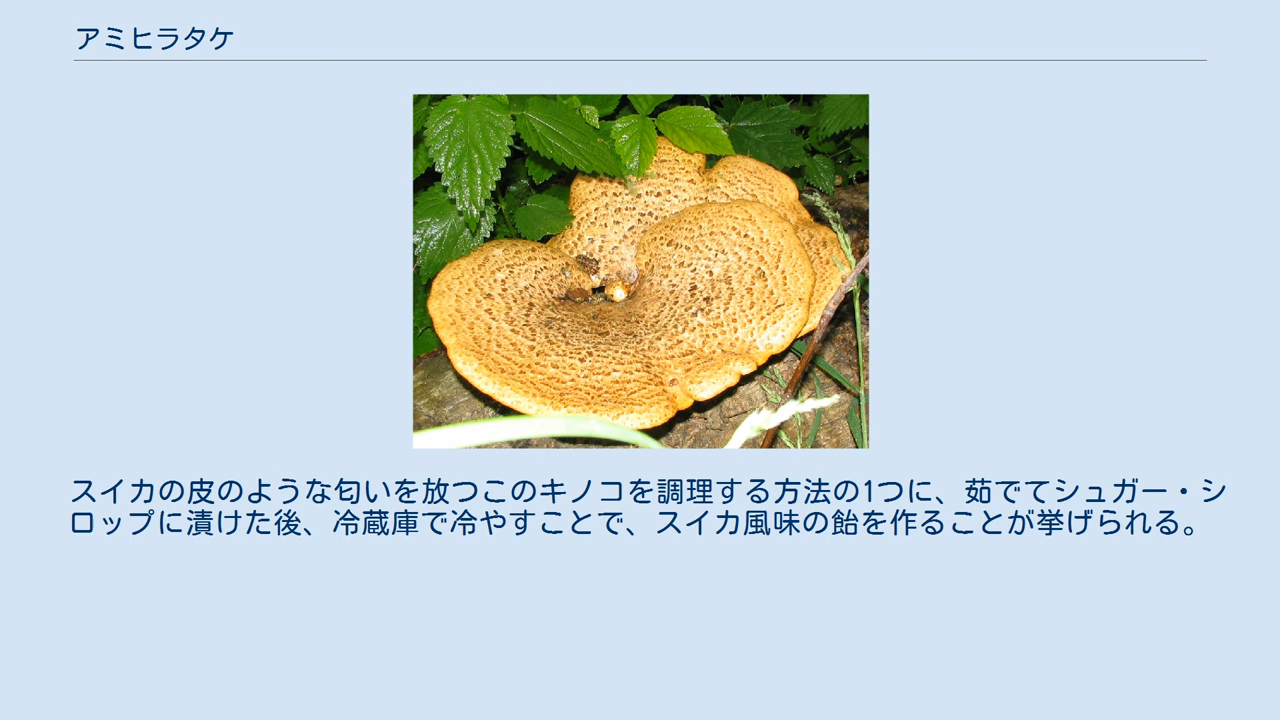 アミヒラタケ
スイカの皮のような匂いを放つこのキノコを調理する方法の1つに、茹でてシュガー・シ
ロップに漬けた後、冷蔵庫で冷やすことで、スイカ風味の飴を作ることが挙げられる。